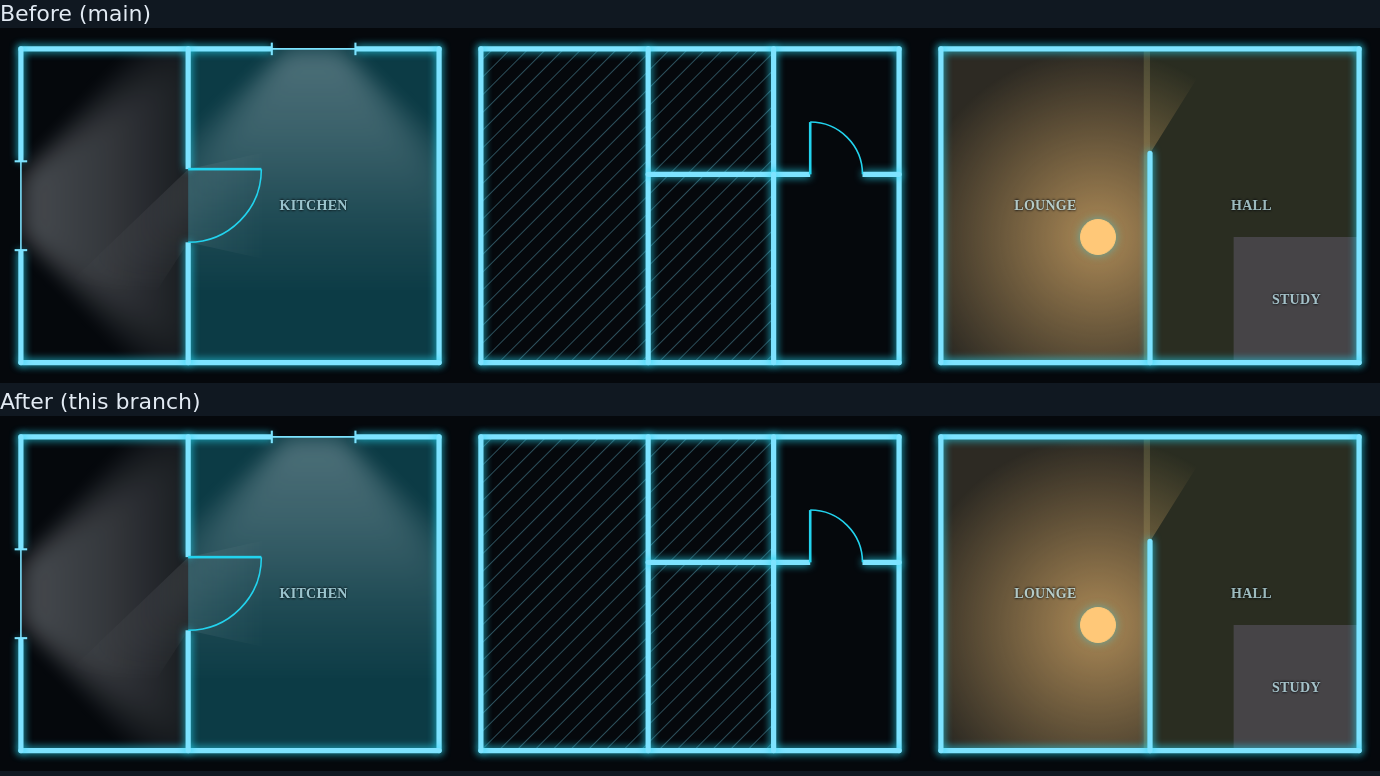 Before (main)
KITCHEN
LOUNGE
HALL
STUDY
After (this branch)
KITCHEN
LOUNGE
HALL
STUDY